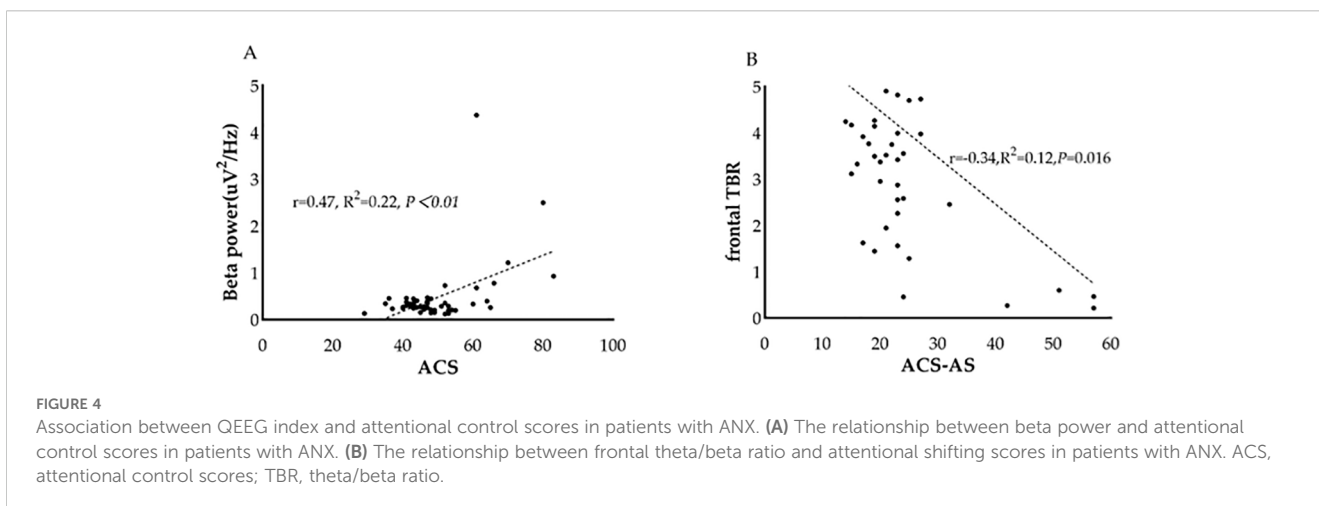 A
Beta power(uV²/Hz)
5
4
3
2
1
0
r=0.47, R²=0.22, P<0.01
0 20 40 60 80 100
ACS
B
frontal TBR
5
4
3
2
1
0
r=-0.34,R²=0.12,P=0.016
0 10 20 30 40 50 60
ACS-AS
FIGURE 4
Association between QEEG index and attentional control scores in patients with ANX. (A) The relationship between beta power and attentional
control scores in patients with ANX. (B) The relationship between frontal theta/beta ratio and attentional shifting scores in patients with ANX. ACS,
attentional control scores; TBR, theta/beta ratio.